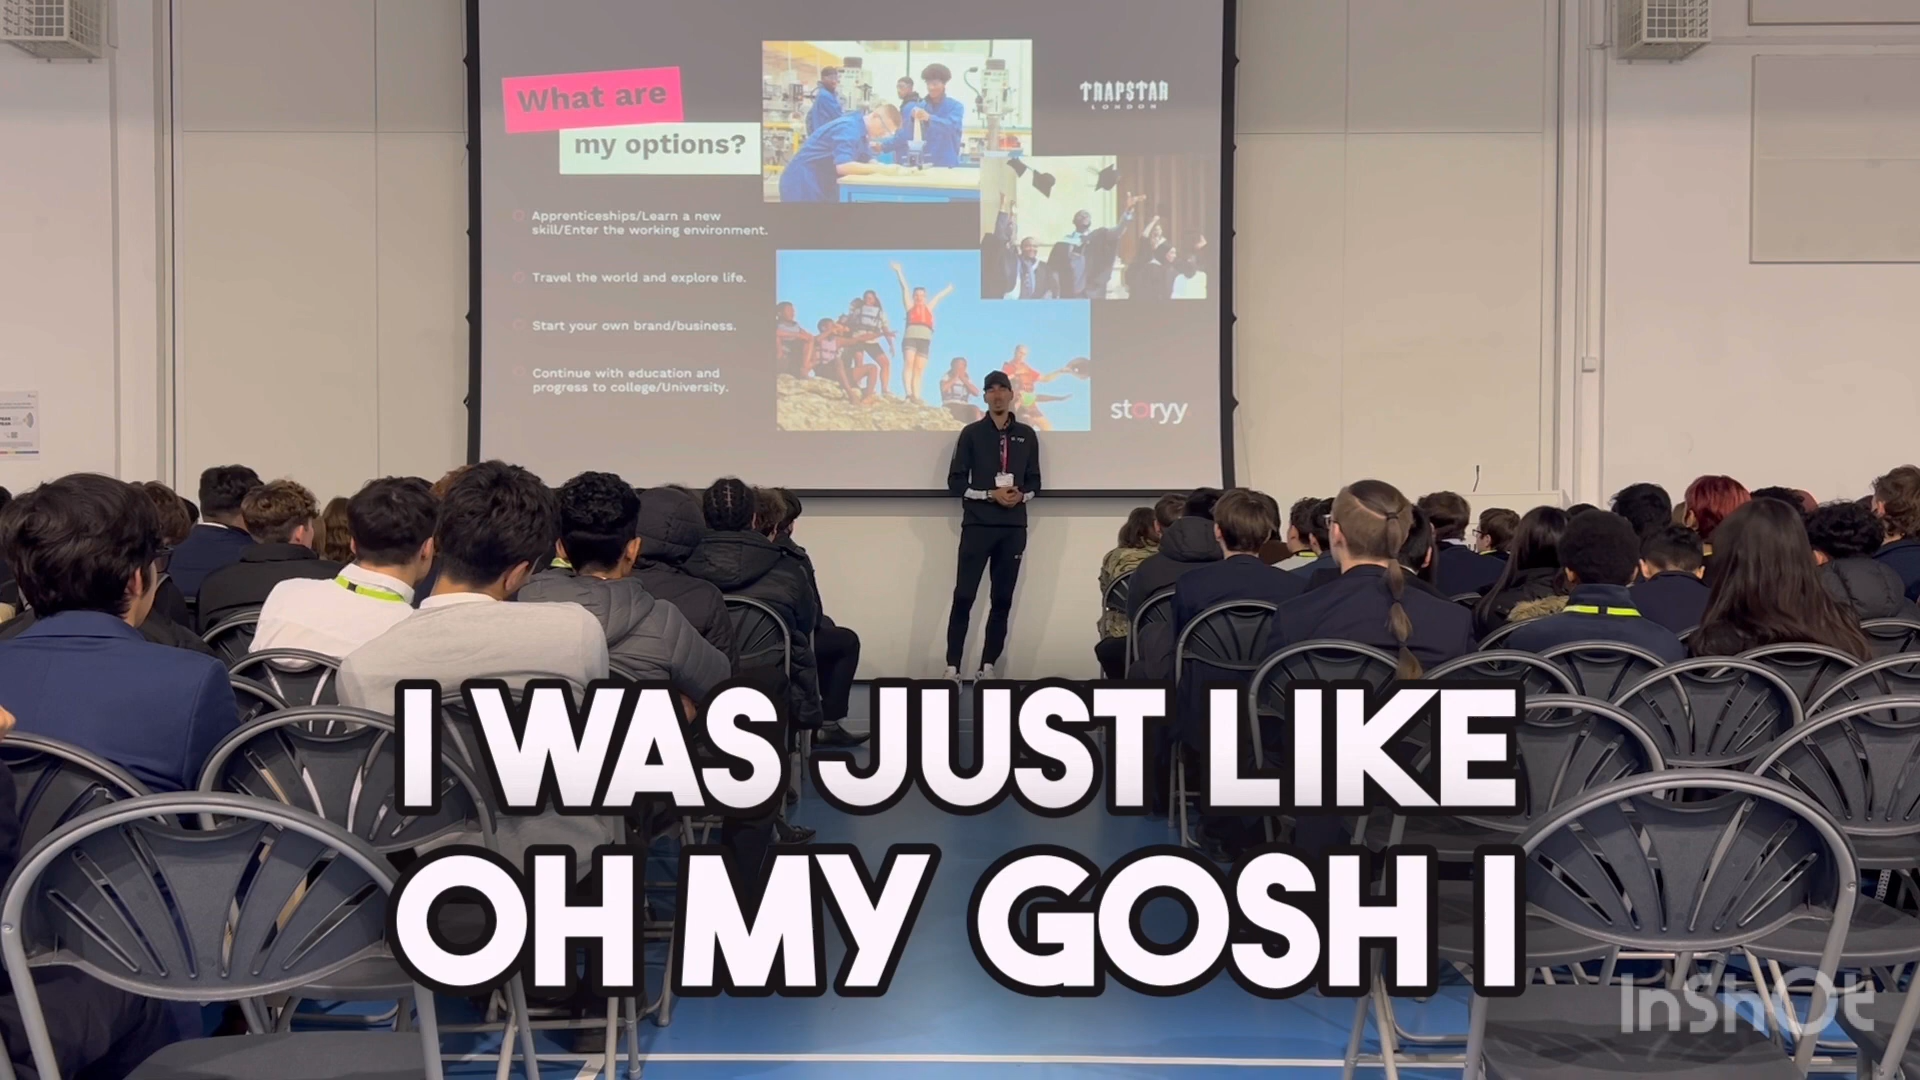 What are
my options?
TRAPSTAR
LONDON
Apprenticeships/Learn a new
skill/Enter the working environment.
Travel the world and explore life.
Start your own brand/business.
Continue with education and
progress to college/University.
storyy
I WAS JUST LIKE
OH MY GOSH I
InShOt